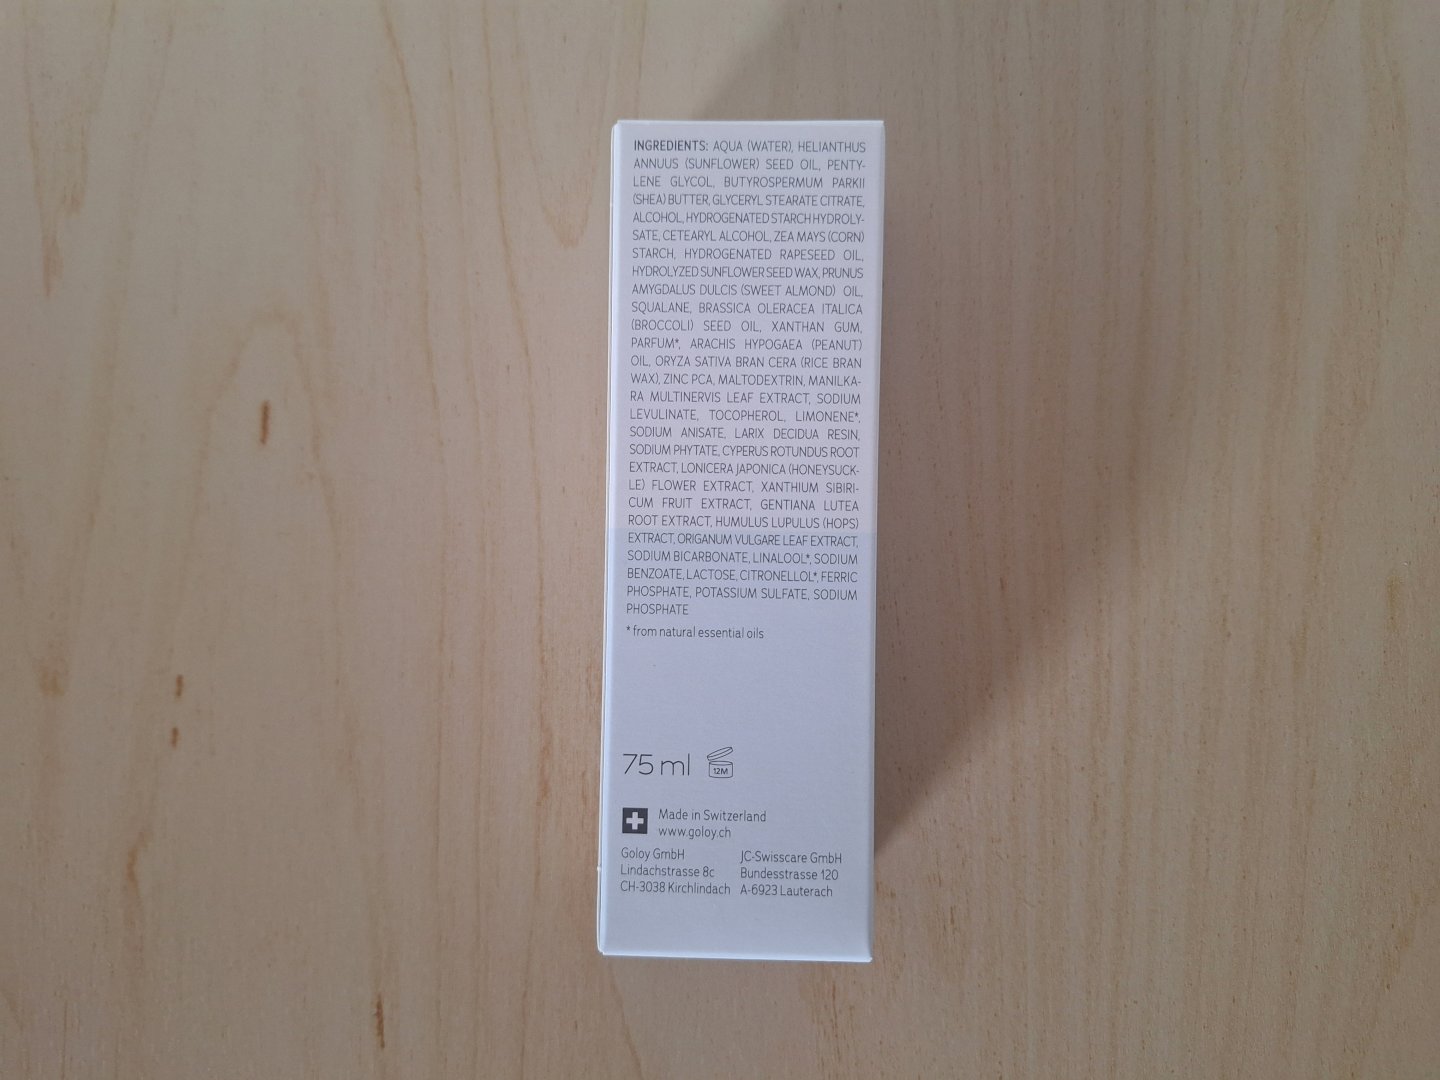 INGREDIENTS: AQUA (WATER), HELIANTHUS
ANNUUS (SUNFLOWER) SEED OIL, PENTY-
LENE GLYCOL, BUTYROSPERMUM PARKII
(SHEA) BUTTER, GLYCERYL STEARATE CITRATE,
ALCOHOL, HYDROGENATED STARCH HYDROLY-
SATE, CETEARYL ALCOHOL, ZEA MAYS (CORN)
STARCH, HYDROGENATED RAPESEED OIL,
HYDROLYZED SUNFLOWER SEED WAX, PRUNUS
AMYGDALUS DULCIS (SWEET ALMOND) OIL,
SQUALANE, BRASSICA OLERACEA ITALICA
(BROCCOLI) SEED OIL, XANTHAN GUM,
PARFUM*, ARACHIS HYPOGAEA (PEANUT)
OIL, ORYZA SATIVA BRAN CERA (RICE BRAN
WAX), ZINC PCA, MALTODEXTRIN, MANILKA-
RA MULTINERVIS LEAF EXTRACT, SODIUM
LEVULINATE, TOCOPHEROL, LIMONENE*,
SODIUM ANISATE, LARIX DECIDUA RESIN,
SODIUM PHYTATE, CYPERUS ROTUNDUS ROOT
EXTRACT, LONICERA JAPONICA (HONEYSUCK-
LE) FLOWER EXTRACT, XANTHIUM SIBIRI-
CUM FRUIT EXTRACT, GENTIANA LUTEA
ROOT EXTRACT, HUMULUS LUPULUS (HOPS)
EXTRACT, ORIGANUM VULGARE LEAF EXTRACT,
SODIUM BICARBONATE, LINALOOL*, SODIUM
BENZOATE, LACTOSE, CITRONELLOL*, FERRIC
PHOSPHATE, POTASSIUM SULFATE, SODIUM
PHOSPHATE
* from natural essential oils
75 ml 12M
Made in Switzerland
www.goloy.ch
Goloy GmbH
Lindachstrasse 8c
CH-3038 Kirchlindach
JC-Swisscare GmbH
Bundesstrasse 120
A-6923 Lauterach